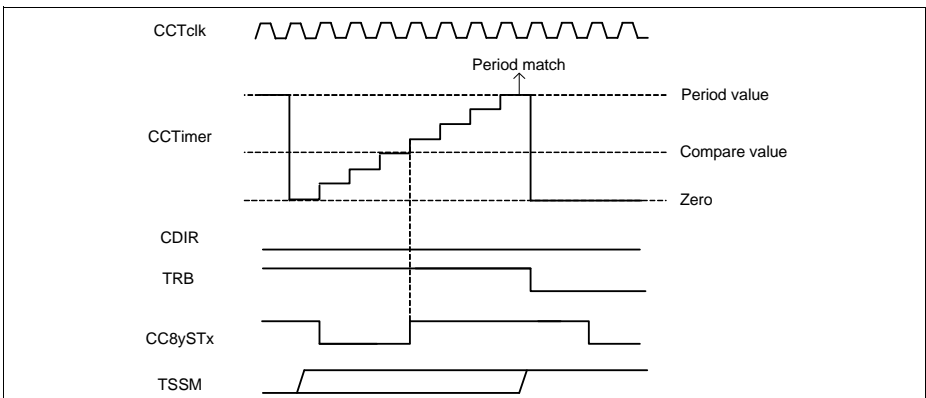 CCTclk
Period match
Period value
CCTimer
Compare value
Zero
CDIR
TRB
CC8ySTx
TSSM